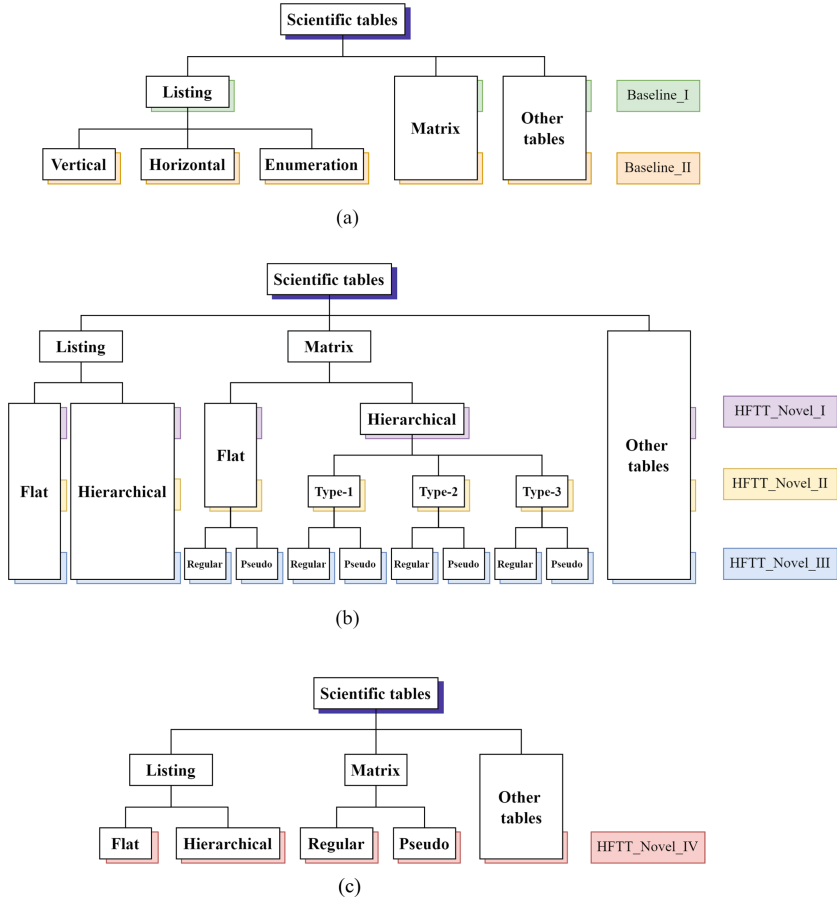 Scientific tables
Listing
Matrix
Other
tables
Baseline_I
Vertical
Horizontal
Enumeration
Baseline_II
(a)
Scientific tables
Listing
Matrix
Other
tables
Flat
Hierarchical
Flat
Hierarchical
HFTT_Novel_I
Type-1
Type-2
Type-3
HFTT_Novel_II
Regular
Pseudo
Regular
Pseudo
Regular
Pseudo
Regular
Pseudo
HFTT_Novel_III
(b)
Scientific tables
Listing
Matrix
Other
tables
Flat
Hierarchical
Regular
Pseudo
HFTT_Novel_IV
(c)